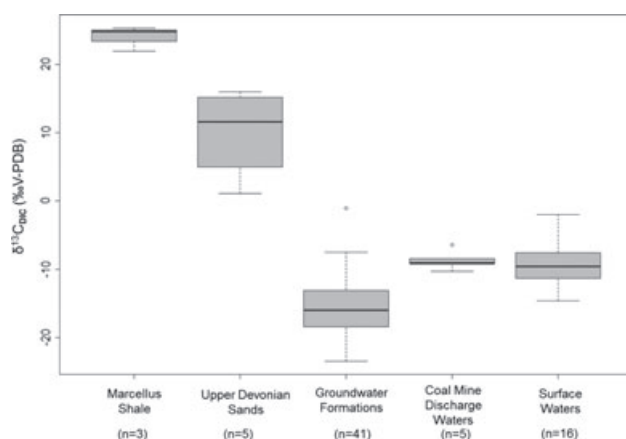 δ¹³C_DIC (‰V-PDB)
20
10
0
-10
-20
Marcellus
Shale
(n=3)
Upper Devonian
Sands
(n=5)
Groundwater
Formations
(n=41)
Coal Mine
Discharge
Waters
(n=5)
Surface
Waters
(n=16)